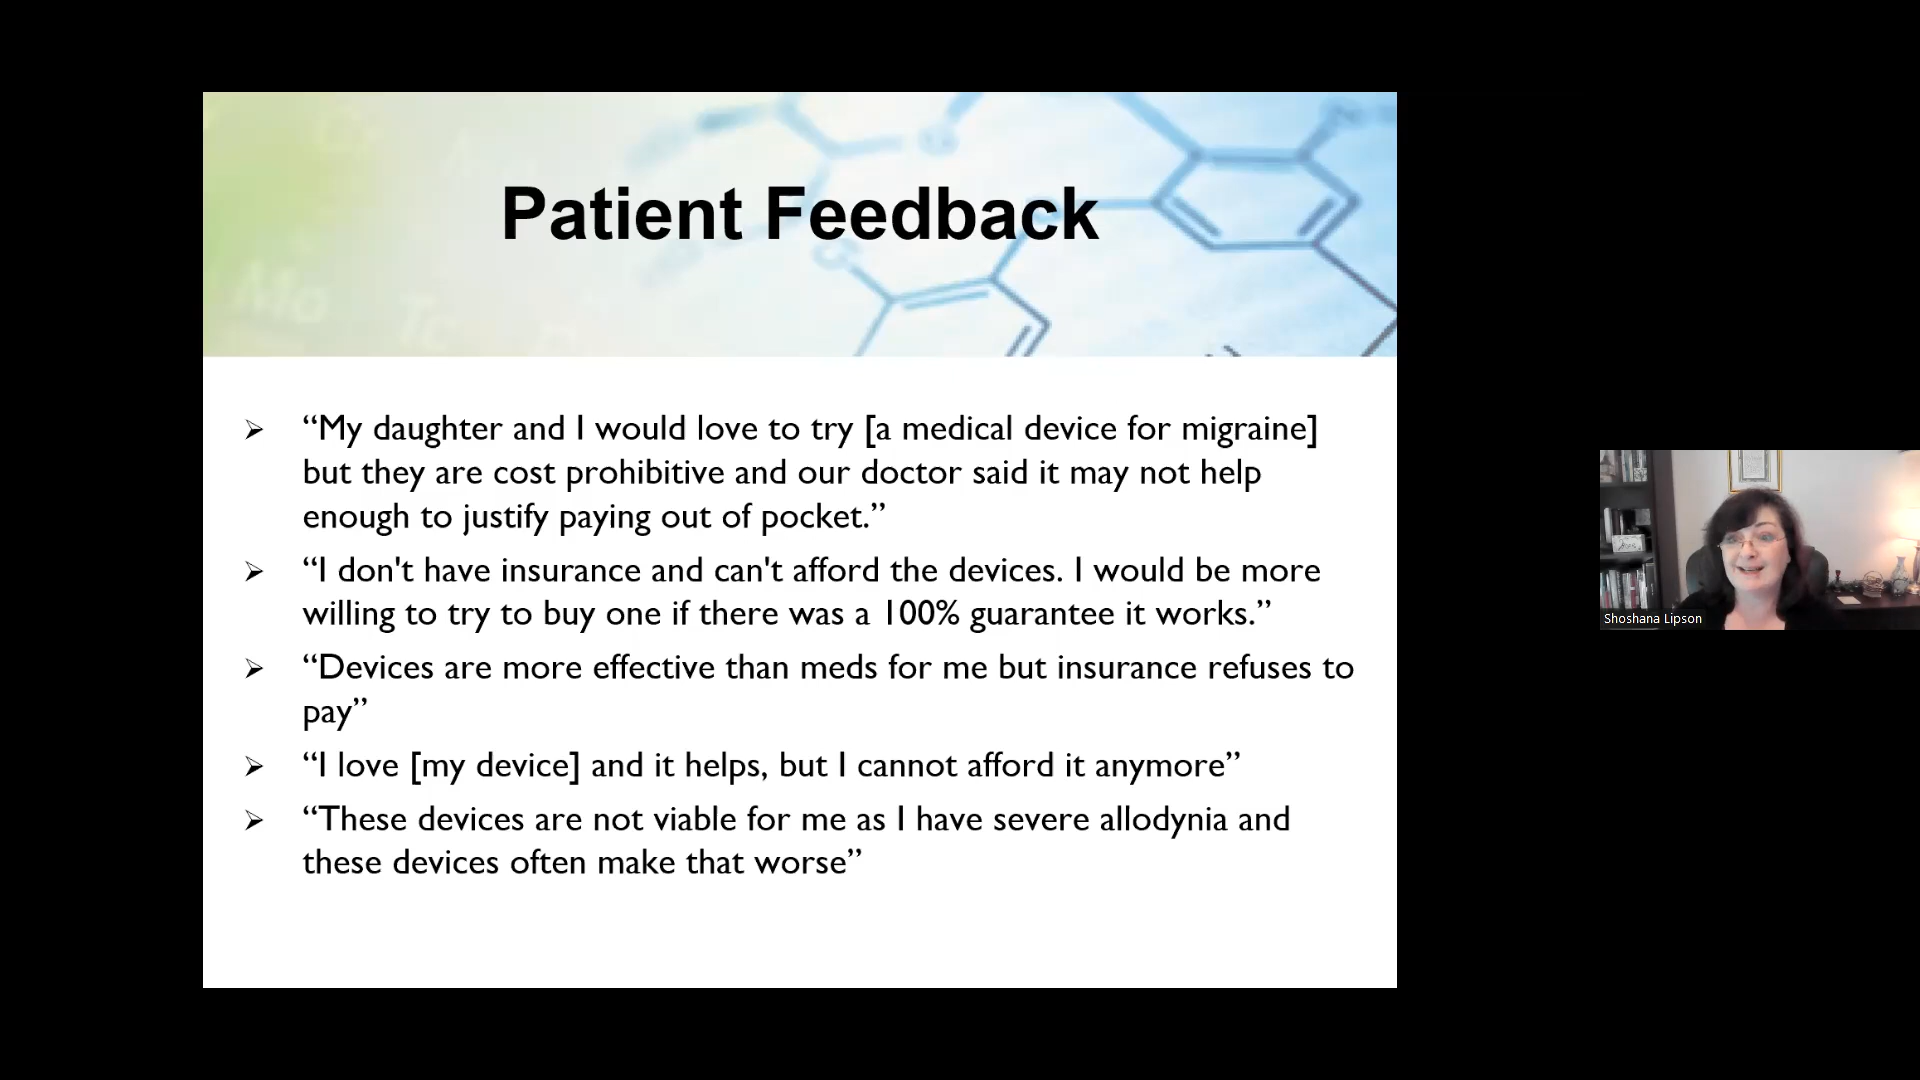 Patient Feedback
➢ “My daughter and I would love to try [a medical device for migraine]
but they are cost prohibitive and our doctor said it may not help
enough to justify paying out of pocket.”
➢ “I don't have insurance and can't afford the devices. I would be more
willing to try to buy one if there was a 100% guarantee it works.”
➢ “Devices are more effective than meds for me but insurance refuses to
pay”
➢ “I love [my device] and it helps, but I cannot afford it anymore”
➢ “These devices are not viable for me as I have severe allodynia and
these devices often make that worse”
Mo
Tc
Shoshana Lipson